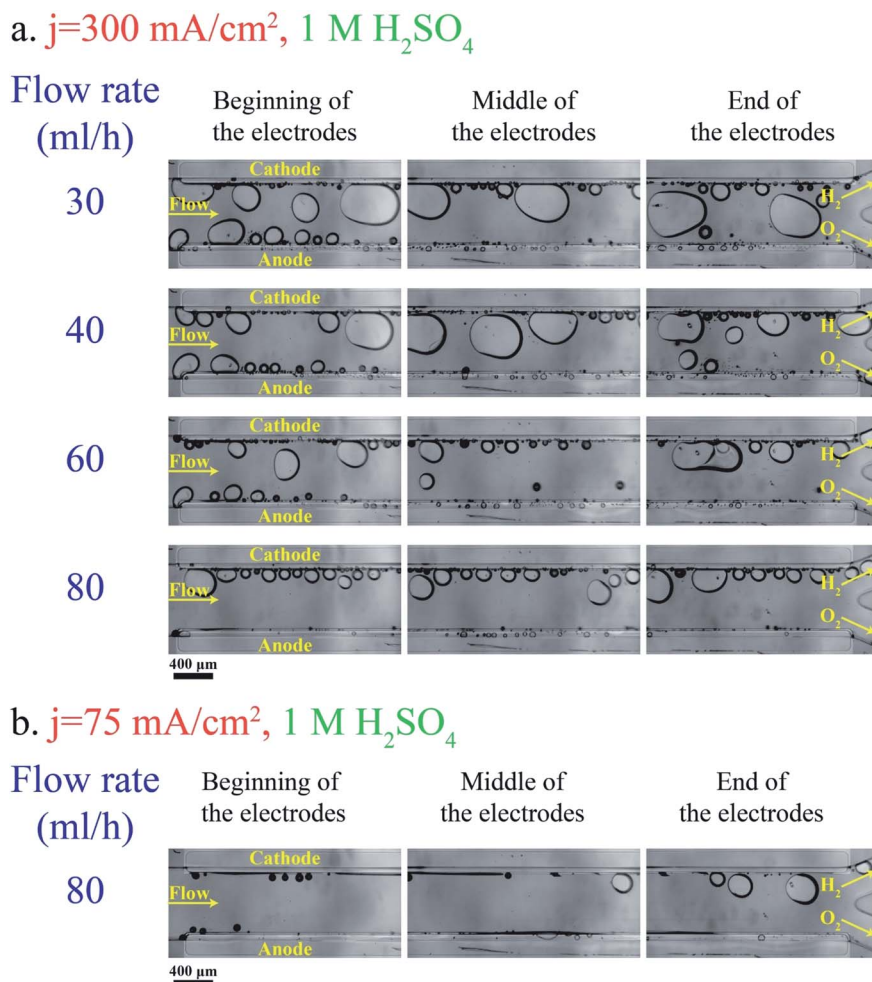 a. j=300 mA/cm², 1 M H₂SO₄
Flow rate
(ml/h)
Beginning of
the electrodes
Middle of
the electrodes
End of
the electrodes
30
Cathode
Flow
Anode
H₂
O₂
40
Cathode
Flow
Anode
H₂
O₂
60
Cathode
Flow
Anode
H₂
O₂
80
Cathode
Flow
Anode
H₂
O₂
400 µm
b. j=75 mA/cm², 1 M H₂SO₄
Flow rate
(ml/h)
Beginning of
the electrodes
Middle of
the electrodes
End of
the electrodes
80
Cathode
Flow
Anode
H₂
O₂
400 µm